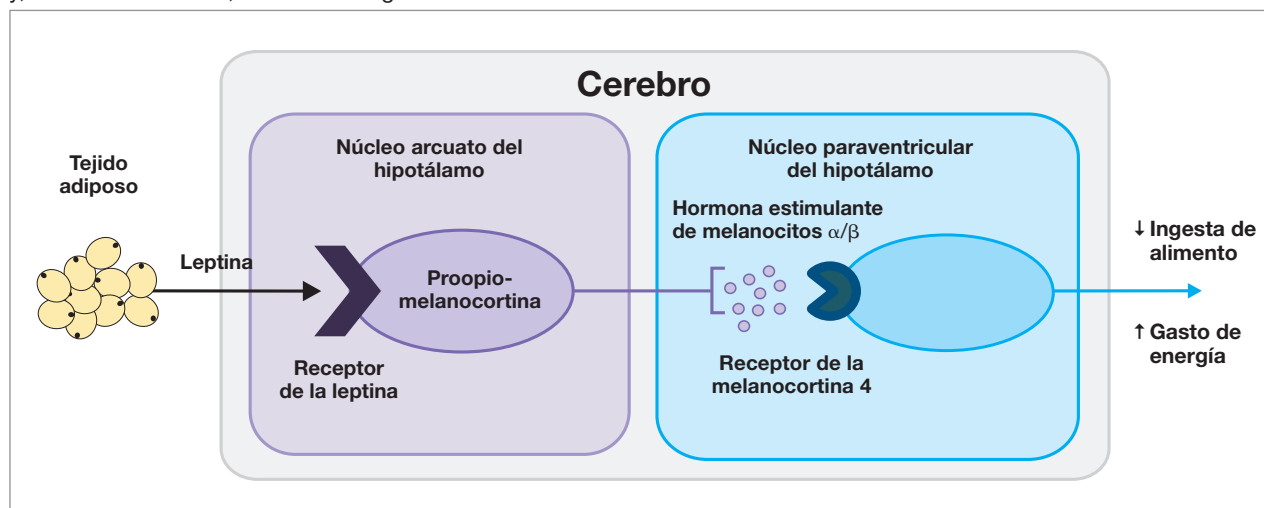 Cerebro
Tejido
adiposo
Leptina
Núcleo arcuato del
hipotálamo
Proopio-
melanocortina
Receptor
de la leptina
Núcleo paraventricular
del hipotálamo
Hormona estimulante
de melanocitos α/β
Receptor de la
melanocortina 4
↓ Ingesta de
alimento
↑ Gasto de
energía